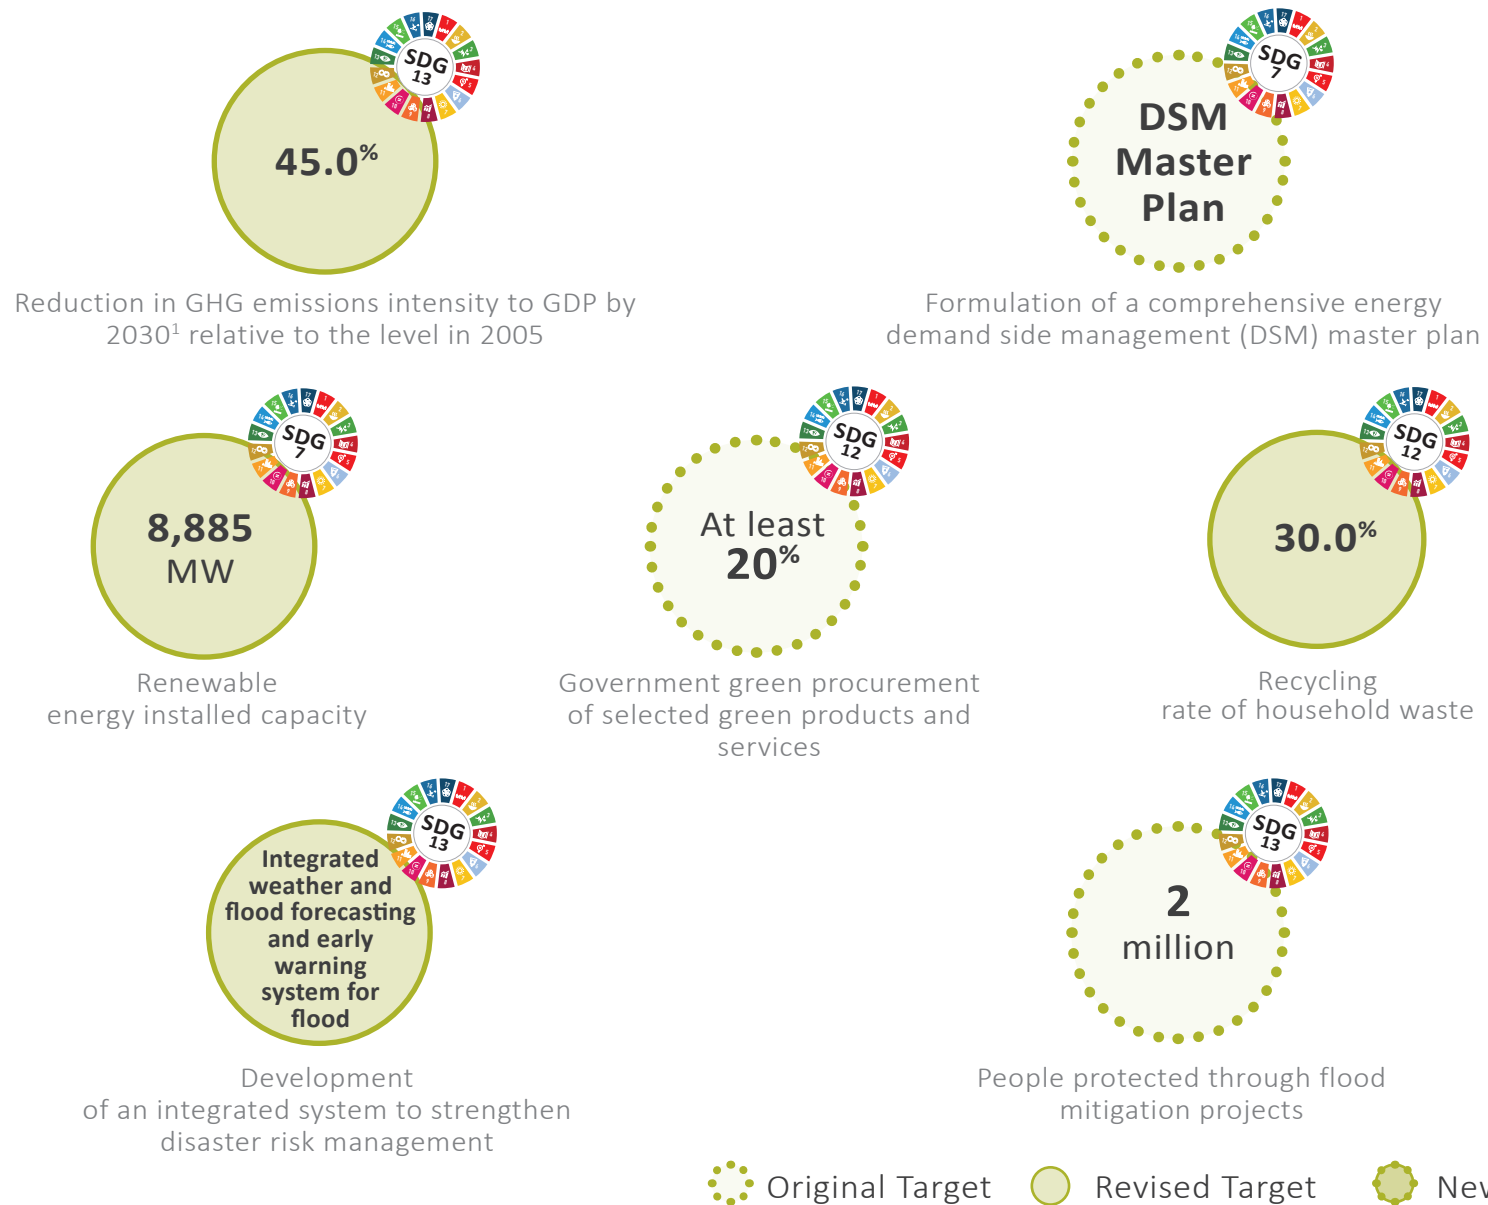 SDG
13
45.0%
Reduction in GHG emissions intensity to GDP by
2030¹ relative to the level in 2005
SDG
7
DSM
Master
Plan
Formulation of a comprehensive energy
demand side management (DSM) master plan
SDG
7
8,885
MW
Renewable
energy installed capacity
SDG
12
At least
20%
Government green procurement
of selected green products and
services
SDG
12
30.0%
Recycling
rate of household waste
SDG
13
Integrated
weather and
flood forecasting
and early
warning
system for
flood
Development
of an integrated system to strengthen
disaster risk management
SDG
13
2
million
People protected through flood
mitigation projects
Original Target
Revised Target